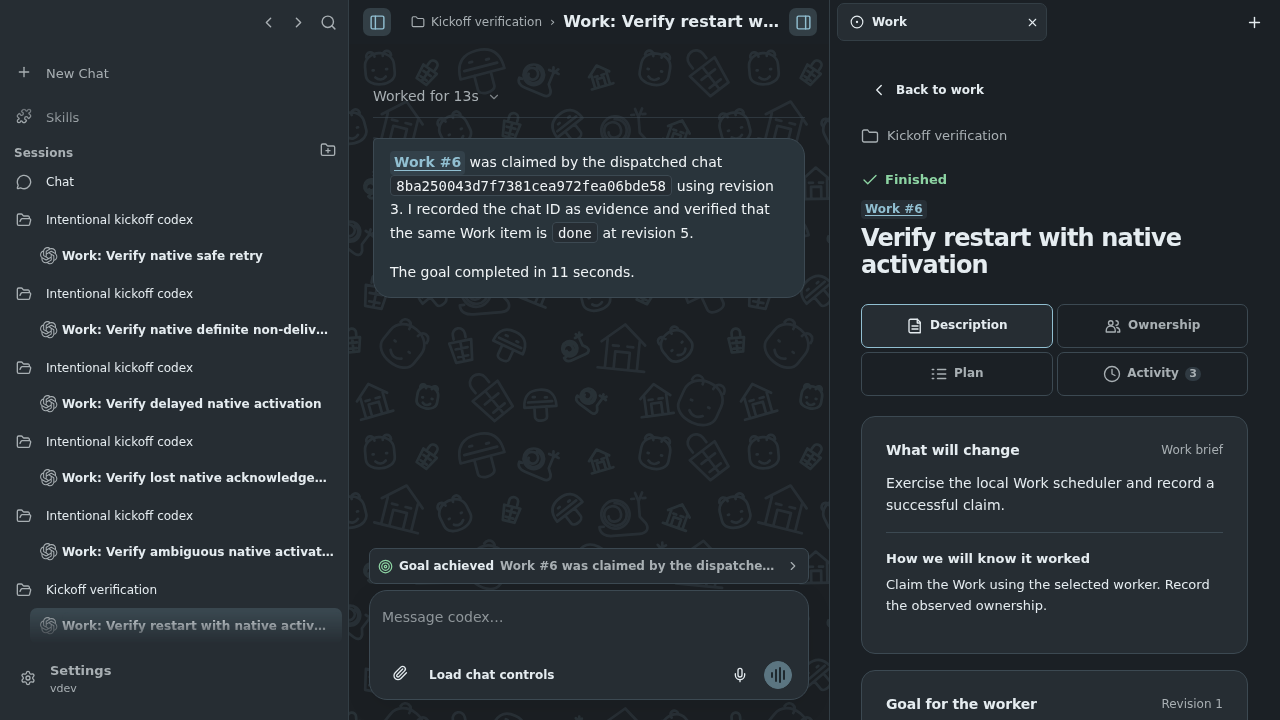 New Chat
Skills
Sessions
Chat
Intentional kickoff codex
Work: Verify native safe retry
Intentional kickoff codex
Work: Verify native definite non-deliv...
Intentional kickoff codex
Work: Verify delayed native activation
Intentional kickoff codex
Work: Verify lost native acknowledge...
Intentional kickoff codex
Work: Verify ambiguous native activat...
Kickoff verification
Work: Verify restart with native activ...
Settings
vdev
Kickoff verification › Work: Verify restart w...
Worked for 13s
Work #6 was claimed by the dispatched chat
8ba250043d7f7381cea972fea06bde58 using revision
3. I recorded the chat ID as evidence and verified that
the same Work item is done at revision 5.
The goal completed in 11 seconds.
Goal achieved Work #6 was claimed by the dispatche...
Message codex...
Load chat controls
Work
Back to work
Kickoff verification
Finished
Work #6
Verify restart with native
activation
Description
Ownership
Plan
Activity 3
What will change
Work brief
Exercise the local Work scheduler and record a
successful claim.
How we will know it worked
Claim the Work using the selected worker. Record
the observed ownership.
Goal for the worker
Revision 1